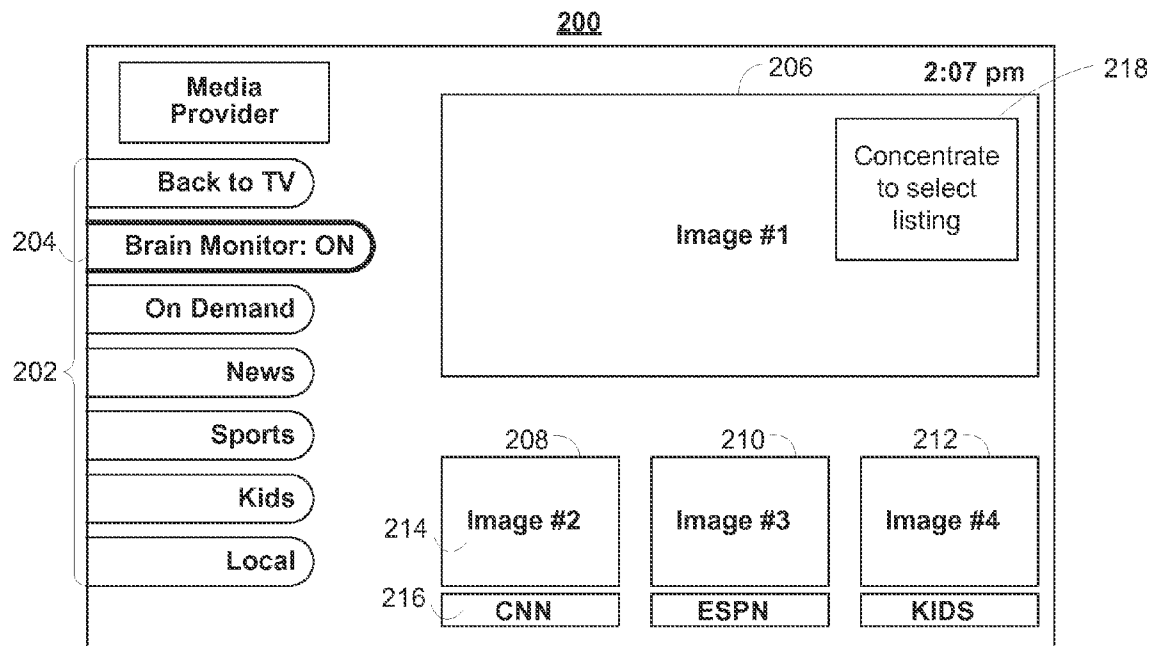 200
206
2:07 pm
218
Media
Provider
Concentrate
to select
listing
Back to TV
204
Brain Monitor: ON
Image #1
On Demand
202
News
Sports
208
210
212
Kids
214
Image #2
Image #3
Image #4
Local
216
CNN
ESPN
KIDS